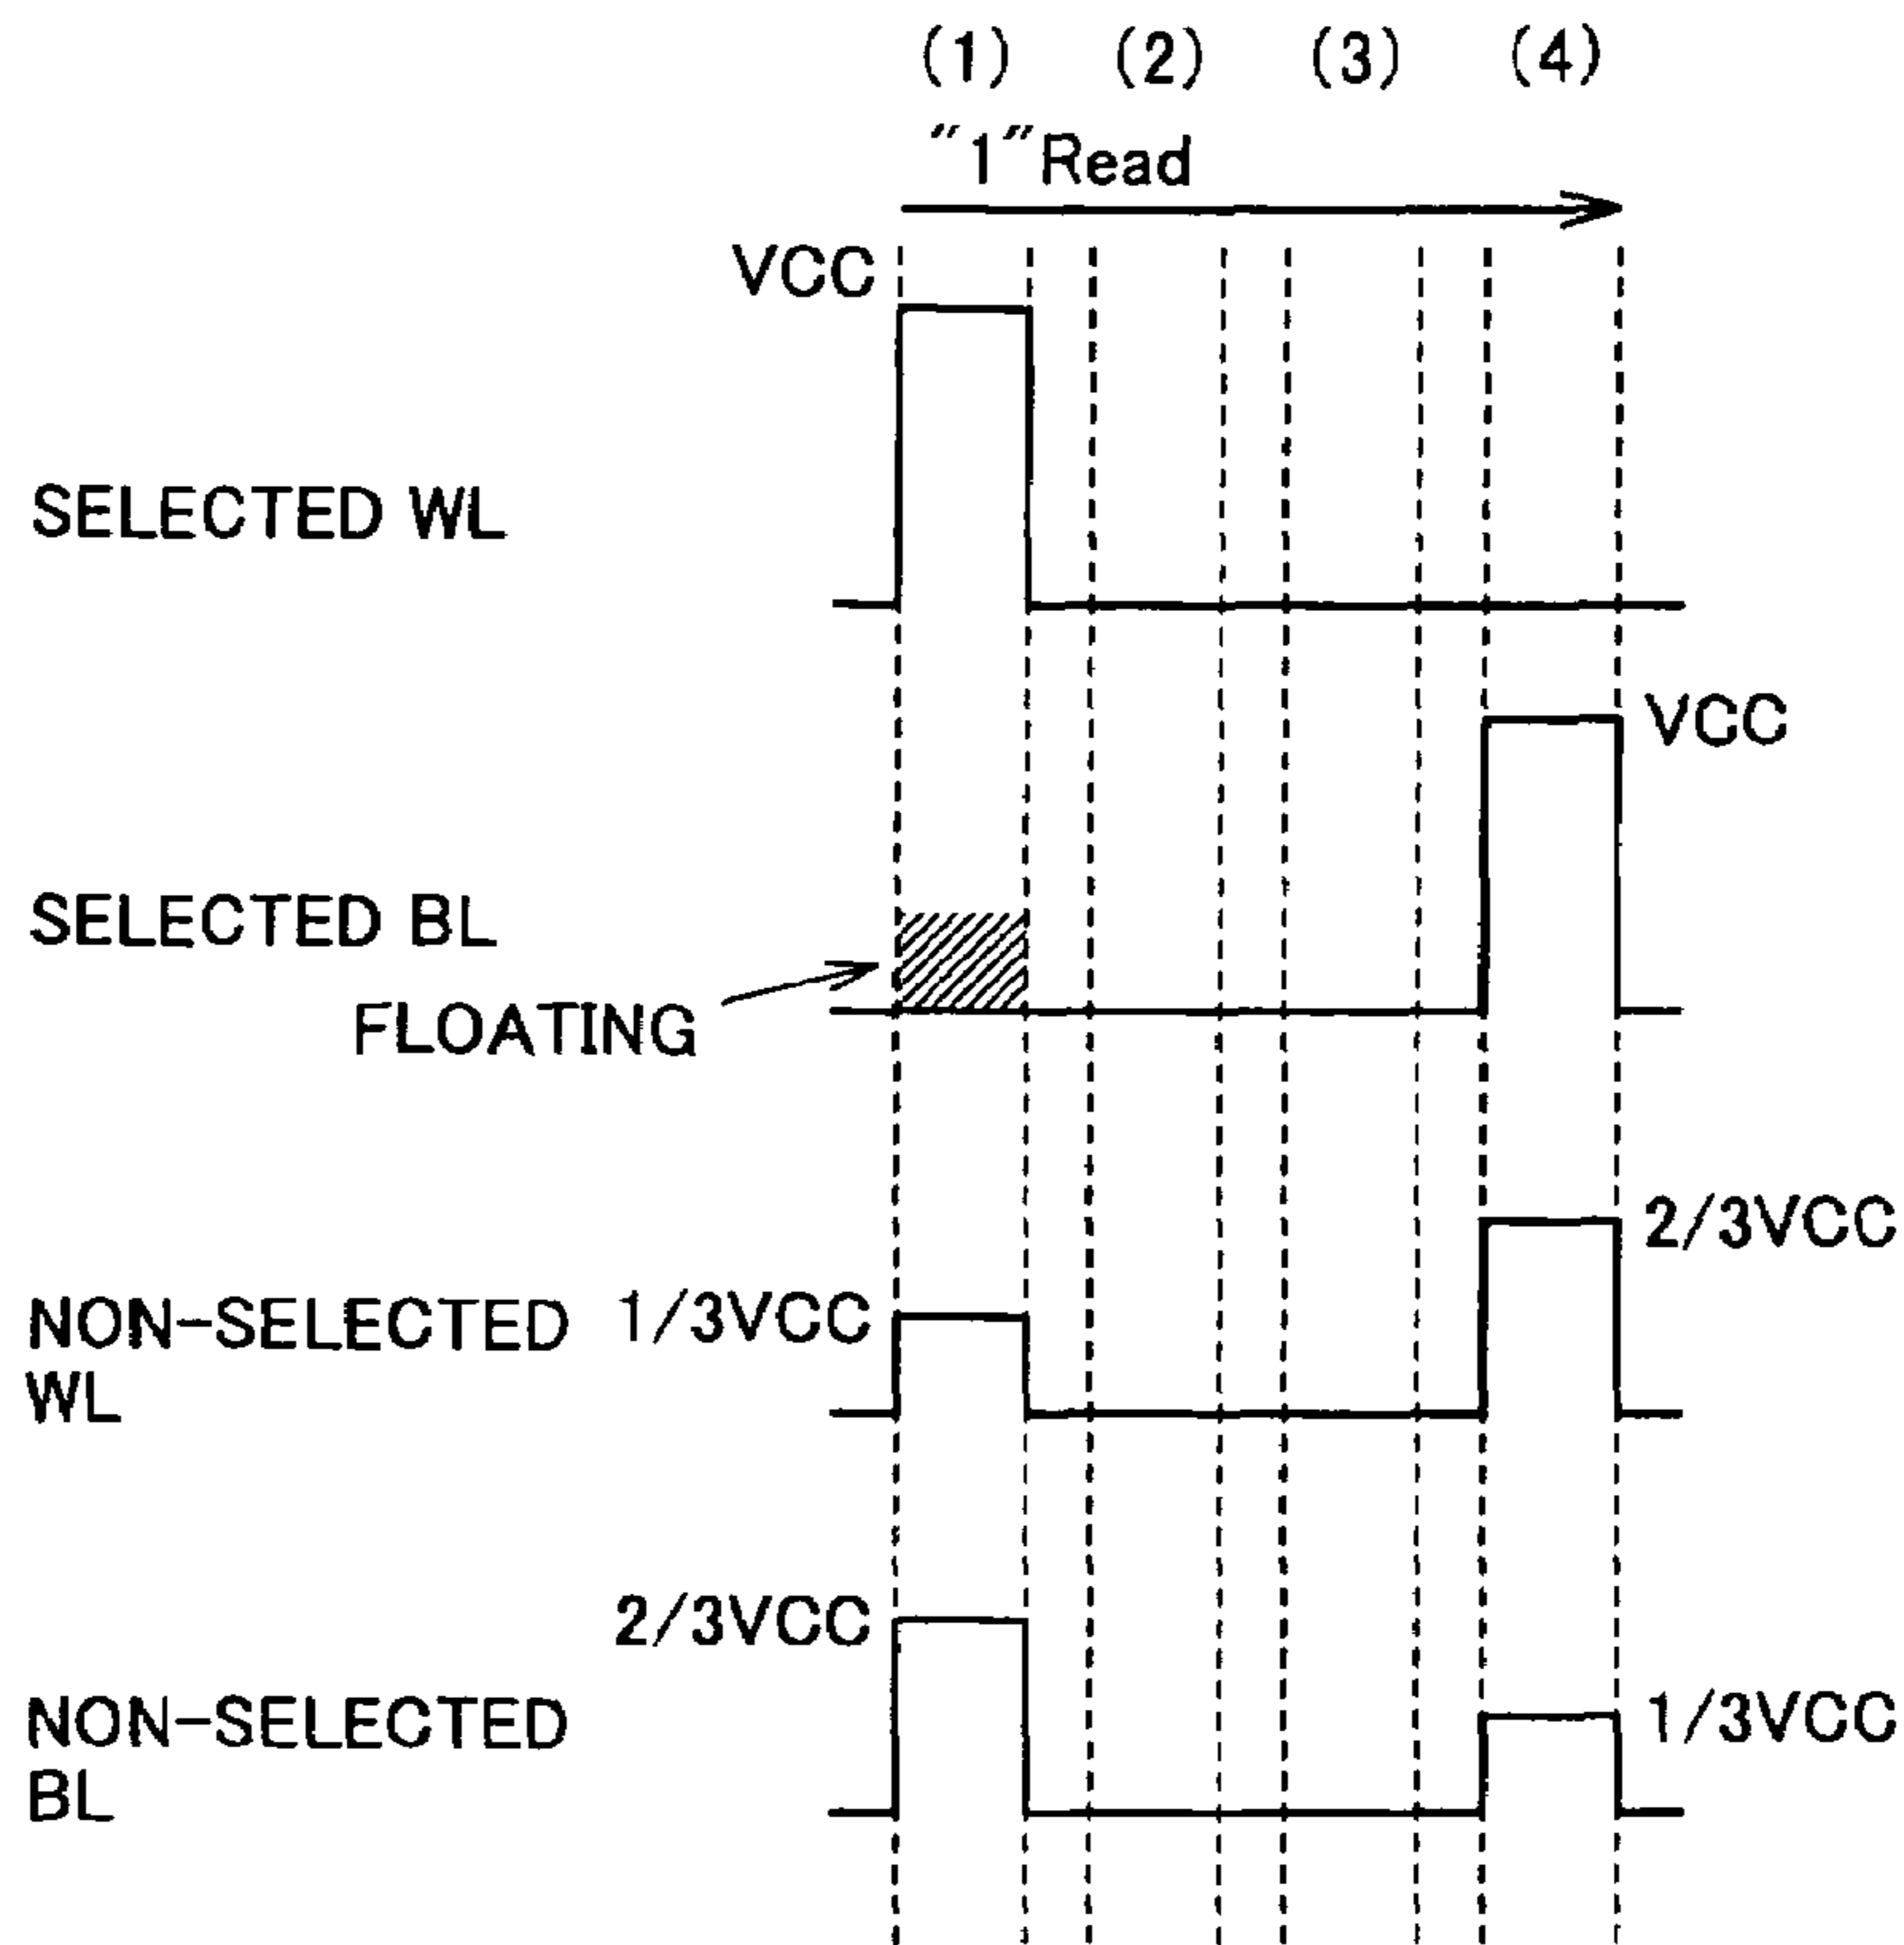 (1) (2) (3) (4)
"1"Read
VCC
SELECTED WL
VCC
SELECTED BL
FLOATING
2/3VCC
NON-SELECTED WL
1/3VCC
2/3VCC
NON-SELECTED BL
1/3VCC